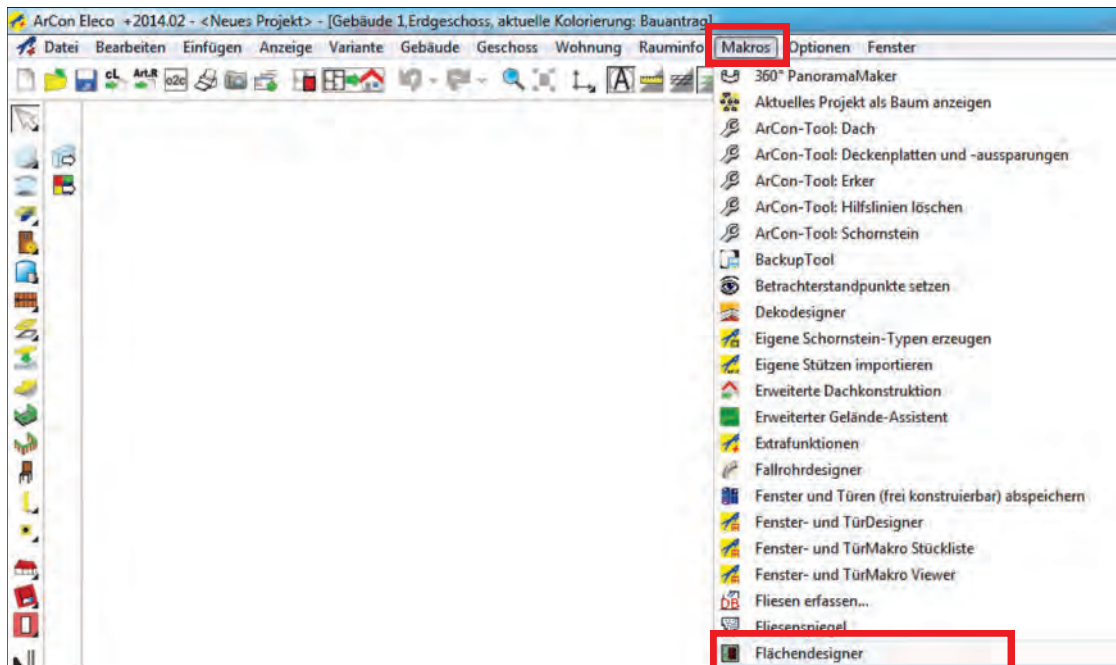 ArCon Eleco +2014.02 - <Neues Projekt> - [Gebäude 1,Erdgeschoss, aktuelle Kolorierung: Bauantrag]
Datei Bearbeiten Einfügen Anzeige Variante Gebäude Geschoss Wohnung Rauminfo Makros Optionen Fenster
cL Art.R o2c A
360° PanoramaMaker
Aktuelles Projekt als Baum anzeigen
ArCon-Tool: Dach
ArCon-Tool: Deckenplatten und -aussparungen
ArCon-Tool: Erker
ArCon-Tool: Hilfslinien löschen
ArCon-Tool: Schornstein
BackupTool
Betrachterstandpunkte setzen
Dekodesigner
Eigene Schornstein-Typen erzeugen
Eigene Stützen importieren
Erweiterte Dachkonstruktion
Erweiterter Gelände-Assistent
Extrafunktionen
Fallrohrdesigner
Fenster und Türen (frei konstruierbar) abspeichern
Fenster- und TürDesigner
Fenster- und TürMakro Stückliste
Fenster- und TürMakro Viewer
DB Fliesen erfassen...
Fliesenspiegel
Flächendesigner